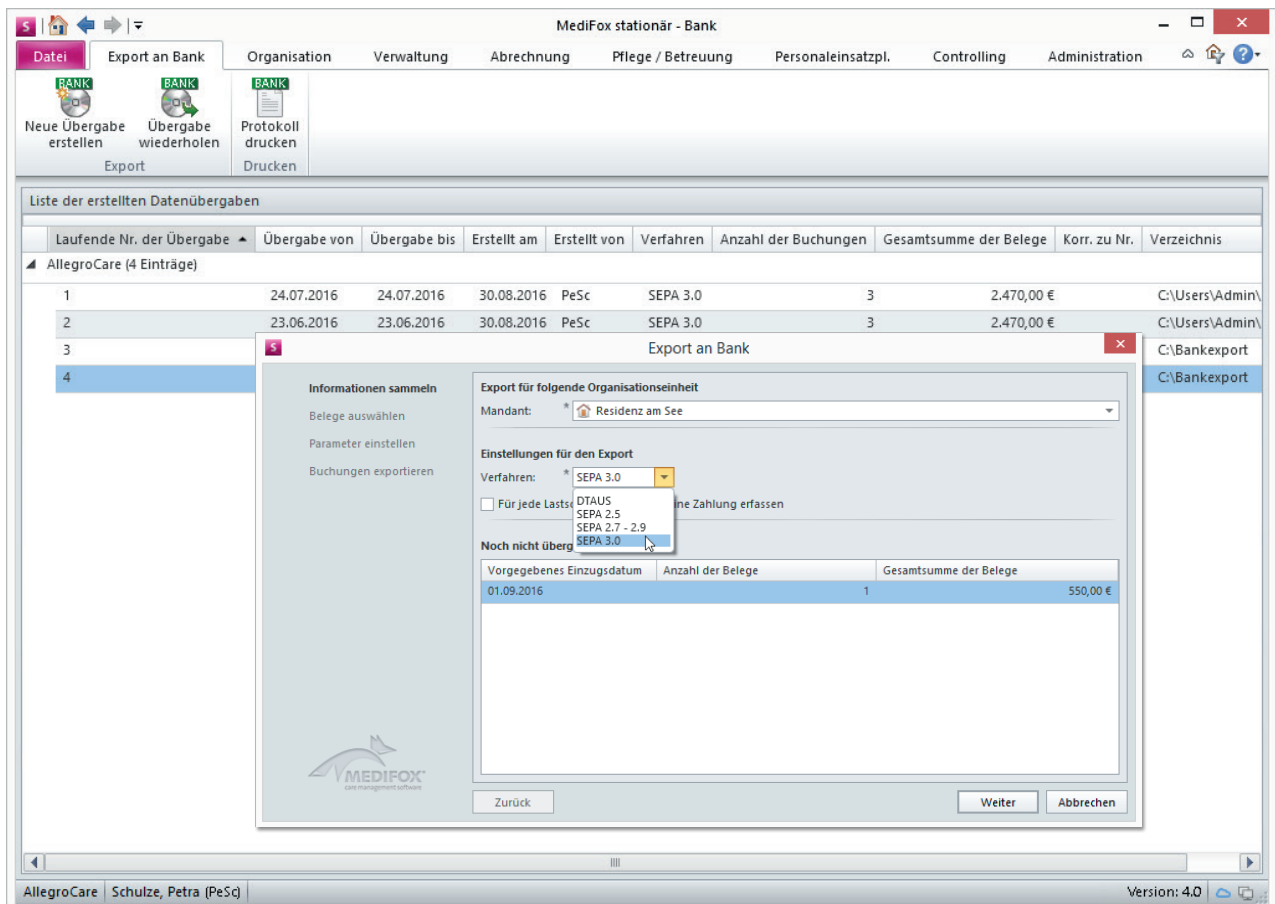 MediFox stationär - Bank
Datei Export an Bank Organisation Verwaltung Abrechnung Pflege / Betreuung Personaleinsatzpl. Controlling Administration
BANK BANK BANK
Neue Übergabe erstellen
Übergabe wiederholen
Protokoll drucken
Export Drucken
Liste der erstellten Datenübergaben
Laufende Nr. der Übergabe Übergabe von Übergabe bis Erstellt am Erstellt von Verfahren Anzahl der Buchungen Gesamtsumme der Belege Korr. zu Nr. Verzeichnis
AllegroCare (4 Einträge)
1 24.07.2016 24.07.2016 30.08.2016 PeSc SEPA 3.0 3 2.470,00 € C:\Users\Admin\
2 23.06.2016 23.06.2016 30.08.2016 PeSc SEPA 3.0 3 2.470,00 € C:\Users\Admin\
3 C:\Bankexport
4 C:\Bankexport
S Export an Bank
Informationen sammeln
Belege auswählen
Parameter einstellen
Buchungen exportieren
Export für folgende Organisationseinheit
Mandant: * Residenz am See
Einstellungen für den Export
Verfahren: * SEPA 3.0
DTAUS
SEPA 2.5
SEPA 2.7 - 2.9
SEPA 3.0
Für jede ine Zahlung erfassen
Noch nicht
Vorgegebenes Einzugsdatum Anzahl der Belege Gesamtsumme der Belege
01.09.2016 1 550,00 €
MEDIFOX
care management software
Zurück Weiter Abbrechen
AllegroCare Schulze, Petra (PeSc) Version: 4.0